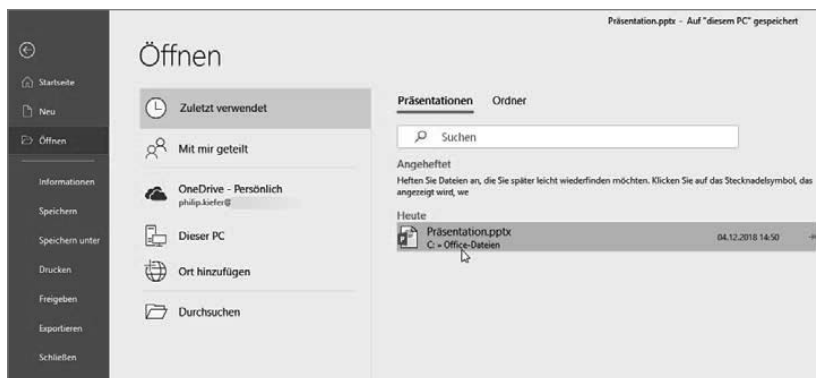 Präsentation.pptx - Auf "diesem PC" gespeichert
Öffnen
Startseite
Neu
Öffnen
Informationen
Speichern
Speichern unter
Drucken
Freigeben
Exportieren
Schließen
Zuletzt verwendet
Mit mir geteilt
OneDrive - Persönlich
philip.kiefer@
Dieser PC
Ort hinzufügen
Durchsuchen
Präsentationen Ordner
Suchen
Angeheftet
Heften Sie Dateien an, die Sie später leicht wiederfinden möchten. Klicken Sie auf das Stecknadelsymbol, das
angezeigt wird, we
Heute
Präsentation.pptx 04.12.2018 14:50
C: » Office-Dateien